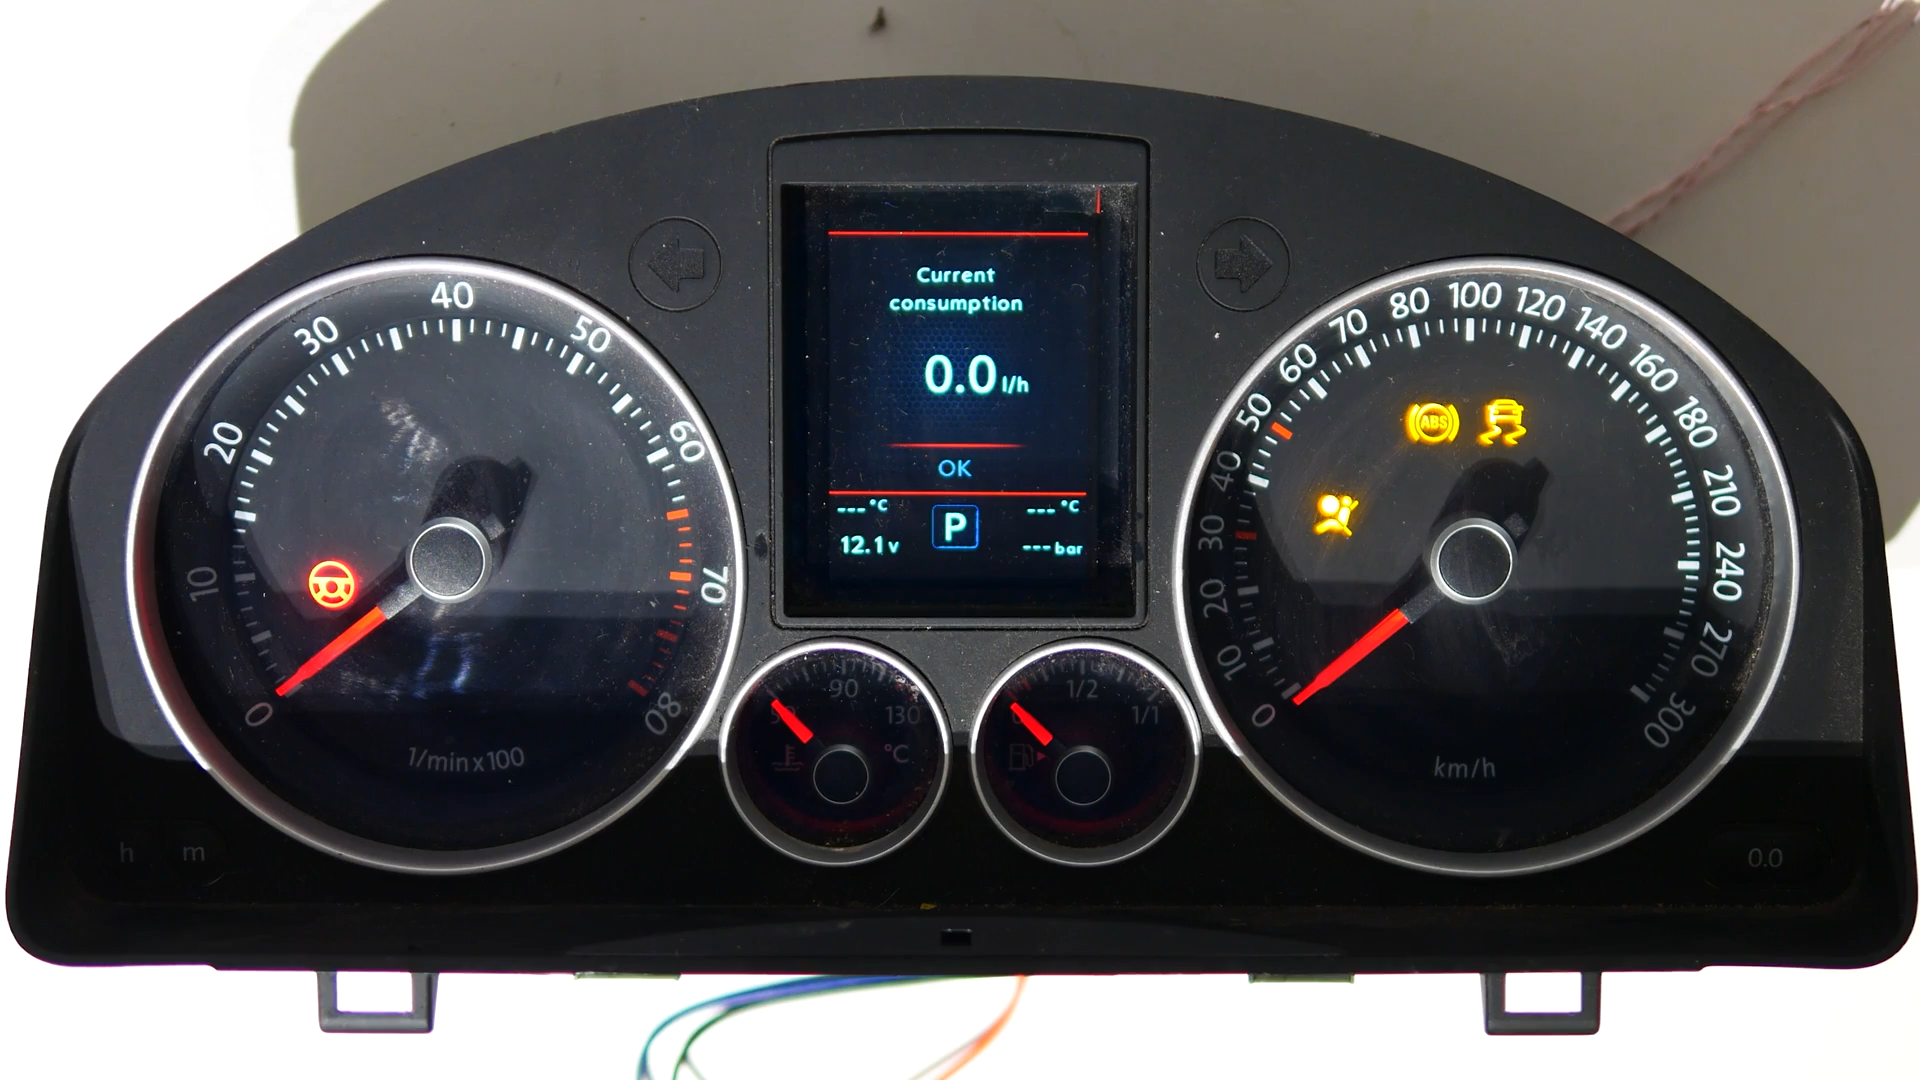 Current
consumption
0.0 l/h
OK
--- °C
--- °C
P
12.1 v
--- bar
0
10
20
30
40
50
60
70
80
1/min x 100
90
130
°C
1/2
1/1
0
10
20
30
40
50
60
70
80
100
120
140
160
180
210
240
270
300
km/h
ABS
h
m
0.0